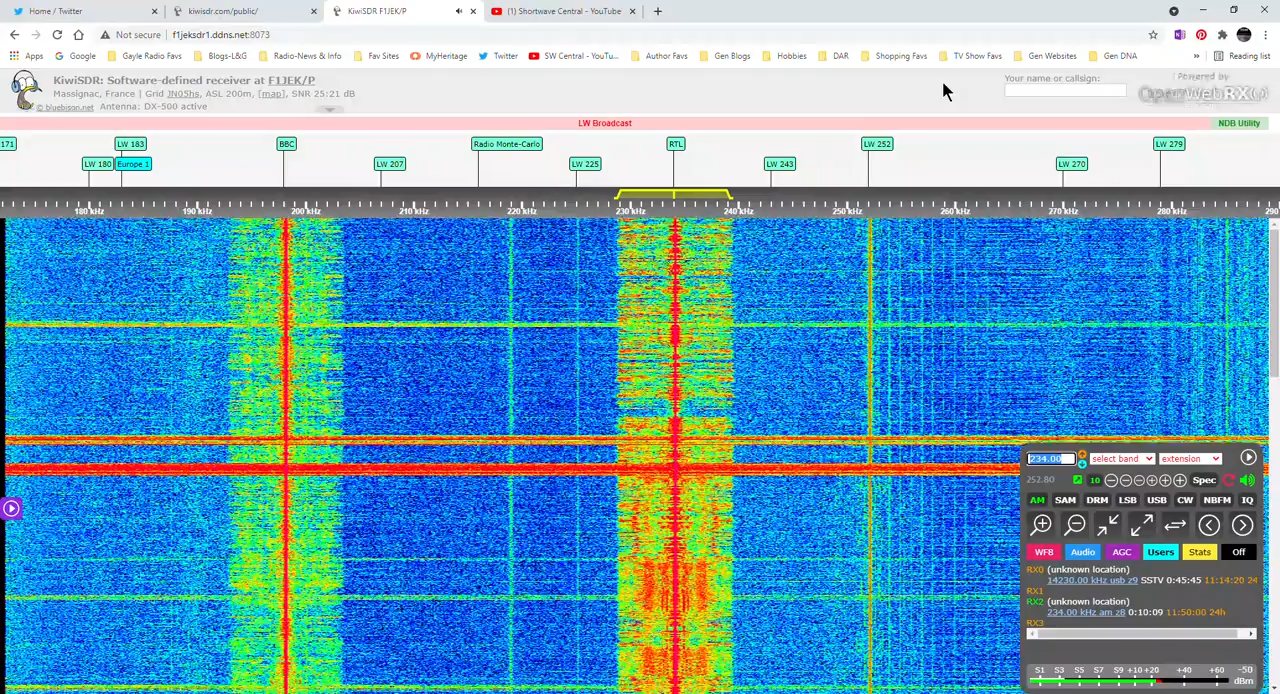 Home / Twitter
kiwisdr.com/public/
KiwiSDR F1JEK/P
(1) Shortwave Central - YouTube
Not secure
f1jeksdr1.ddns.net:8073
Apps
Google
Gayle Radio Faves
Blogs-L&G
Radio-News & Info
Fav Sites
MyHeritage
Twitter
SW Central - YouTu...
Author Favs
Gen Blogs
Hobbies
DAR
Shopping Favs
TV Show Favs
Gen Websites
Gen DNA
»
Reading list
KiwiSDR: Software-defined receiver at F1JEK/P
Massignac, France | Grid JN05hs, ASL 200m, [map], SNR 25:21 dB
© bluebison.net Antenna: DX-500 active
Your name or callsign:
Powered by
OpenWebRX
LW Broadcast
NDB Utility
171
LW 183
BBC
Radio Monte-Carlo
RTL
LW 252
LW 279
LW 180
Europe 1
LW 207
LW 225
LW 243
LW 270
180 kHz
190 kHz
200 kHz
210 kHz
220 kHz
230 kHz
240 kHz
250 kHz
260 kHz
270 kHz
280 kHz
290
234.00
select band
extension
252.80
10
Spec
AM SAM DRM LSB USB CW NBFM IQ
WF8
Audio
AGC
Users
Stats
Off
RX0 (unknown location)
14230.00 kHz usb z9 SSTV 0:45:45 11:14:20 24
RX1
RX2 (unknown location)
234.00 kHz am z8 0:10:09 11:50:00 24h
RX3
S1 S3 S5 S7 S9 +10 +20 +40 +60 -50
dBm